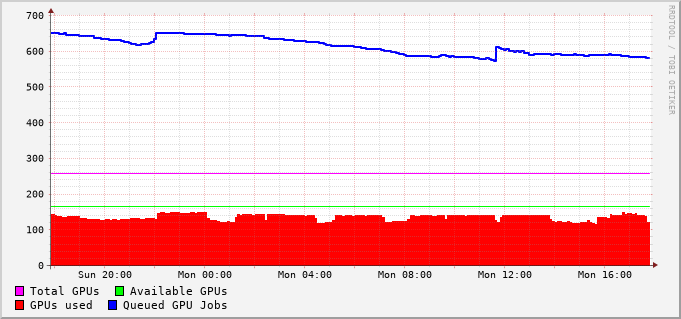 RRDTOOL / TOBI OETIKER
700
600
500
400
300
200
100
0
Sun 20:00 Mon 00:00 Mon 04:00 Mon 08:00 Mon 12:00 Mon 16:00
Total GPUs Available GPUs
GPUs used Queued GPU Jobs